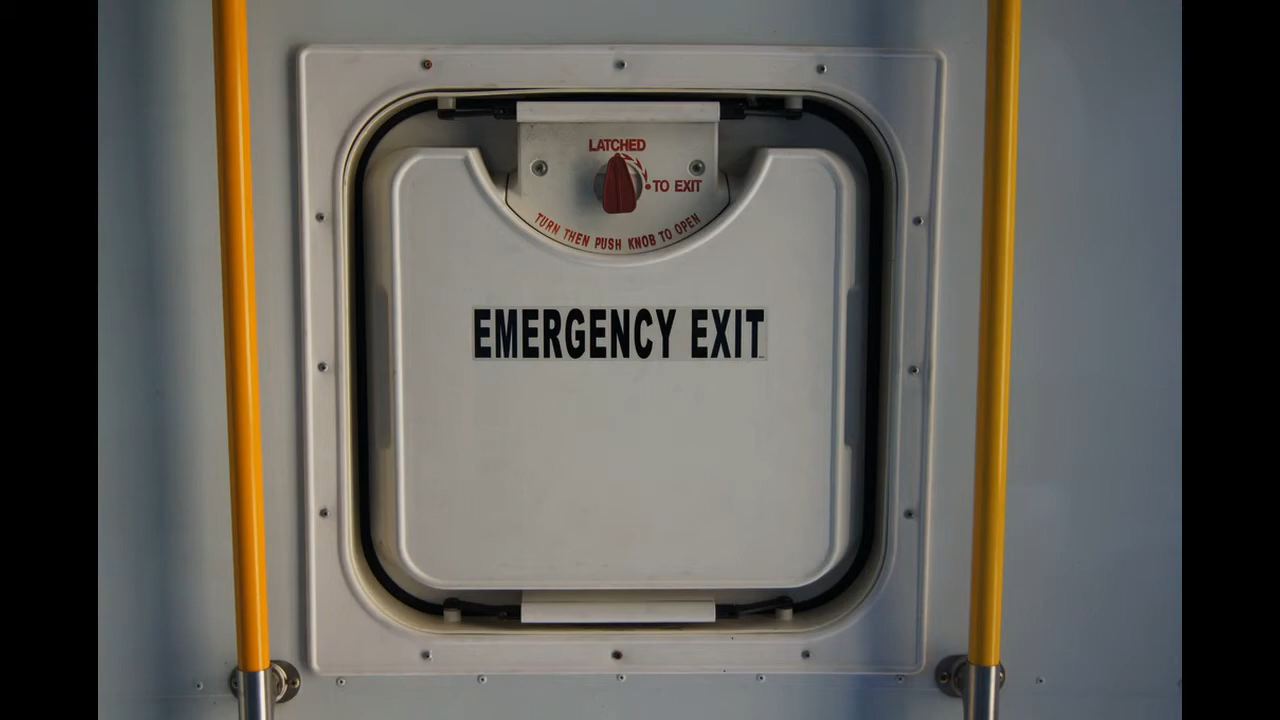 LATCHED
TO EXIT
TURN THEN PUSH KNOB TO OPEN
EMERGENCY EXIT